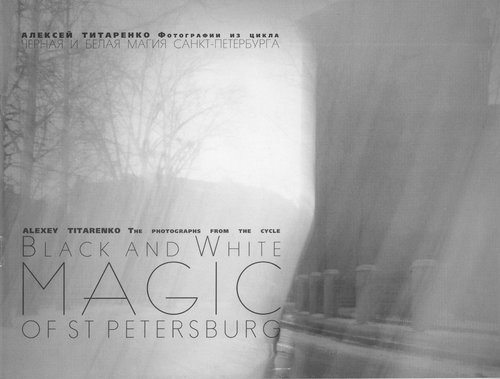 АЛЕКСЕЙ ТИТАРЕНКО Фотографии из цикла
ЧЕРНАЯ И БЕЛАЯ МАГИЯ САНКТ-ПЕТЕРБУРГА
ALEXEY TITARENKO The photographs from the cycle
Black and White
MAGIC
OF ST PETERSBURG